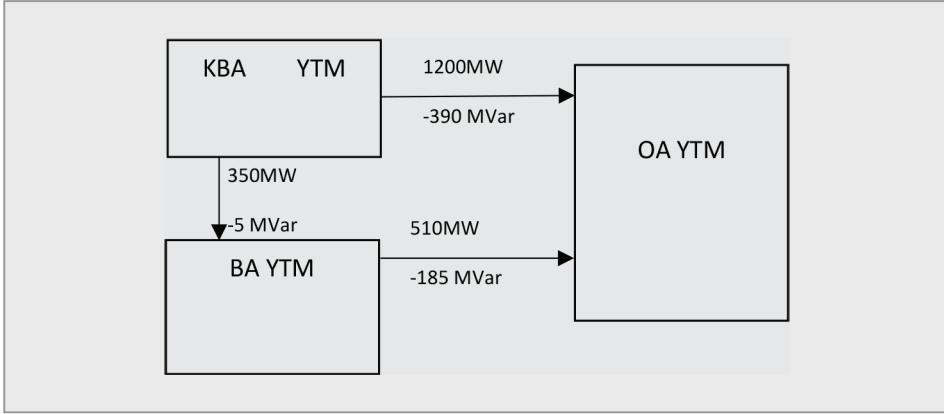 KBA YTM
1200MW
-390 MVar
OA YTM
350MW
-5 MVar
510MW
BA YTM
-185 MVar